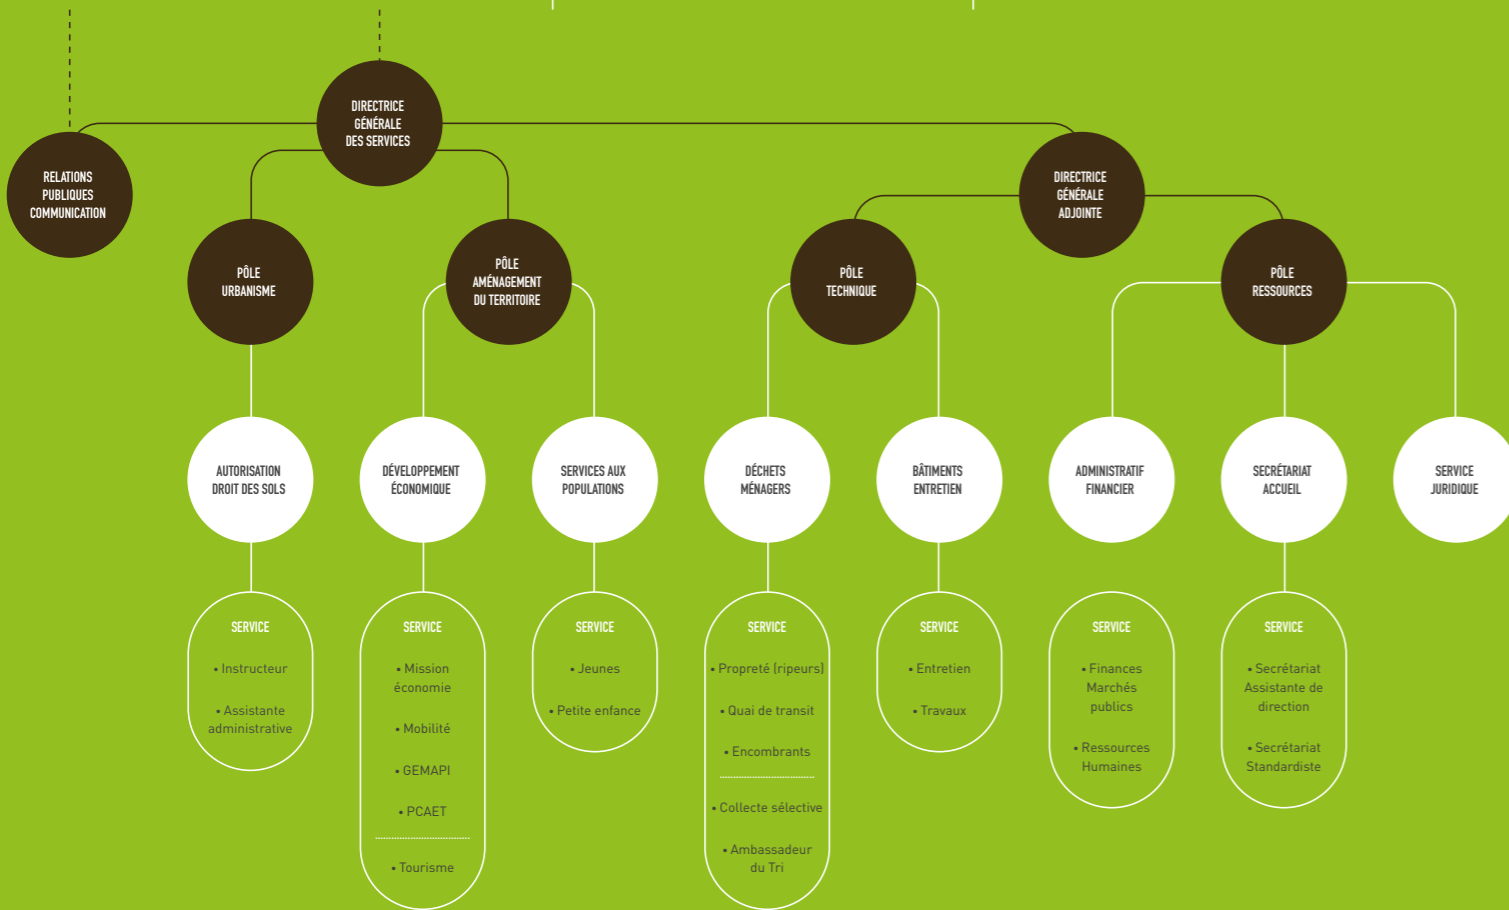 DIRECTRICE
GÉNÉRALE
DES SERVICES
RELATIONS
PUBLIQUES
COMMUNICATION
DIRECTRICE
GÉNÉRALE
ADJOINTE
PÔLE
URBANISME
PÔLE
AMÉNAGEMENT
DU TERRITOIRE
PÔLE
TECHNIQUE
PÔLE
RESSOURCES
AUTORISATION
DROIT DES SOLS
DÉVELOPPEMENT
ÉCONOMIQUE
SERVICES AUX
POPULATIONS
DÉCHETS
MÉNAGERS
BÂTIMENTS
ENTRETIEN
ADMINISTRATIF
FINANCIER
SECRÉTARIAT
ACCUEIL
SERVICE
JURIDIQUE
SERVICE
• Instructeur
• Assistante
administrative
SERVICE
• Mission
économie
• Mobilité
• GEMAPI
• PCAET
• Tourisme
SERVICE
• Jeunes
• Petite enfance
SERVICE
• Propreté (ripeurs)
• Quai de transit
• Encombrants
• Collecte sélective
• Ambassadeur
du Tri
SERVICE
• Entretien
• Travaux
SERVICE
• Finances
Marchés
publics
• Ressources
Humaines
SERVICE
• Secrétariat
Assistante de
direction
• Secrétariat
Standardiste